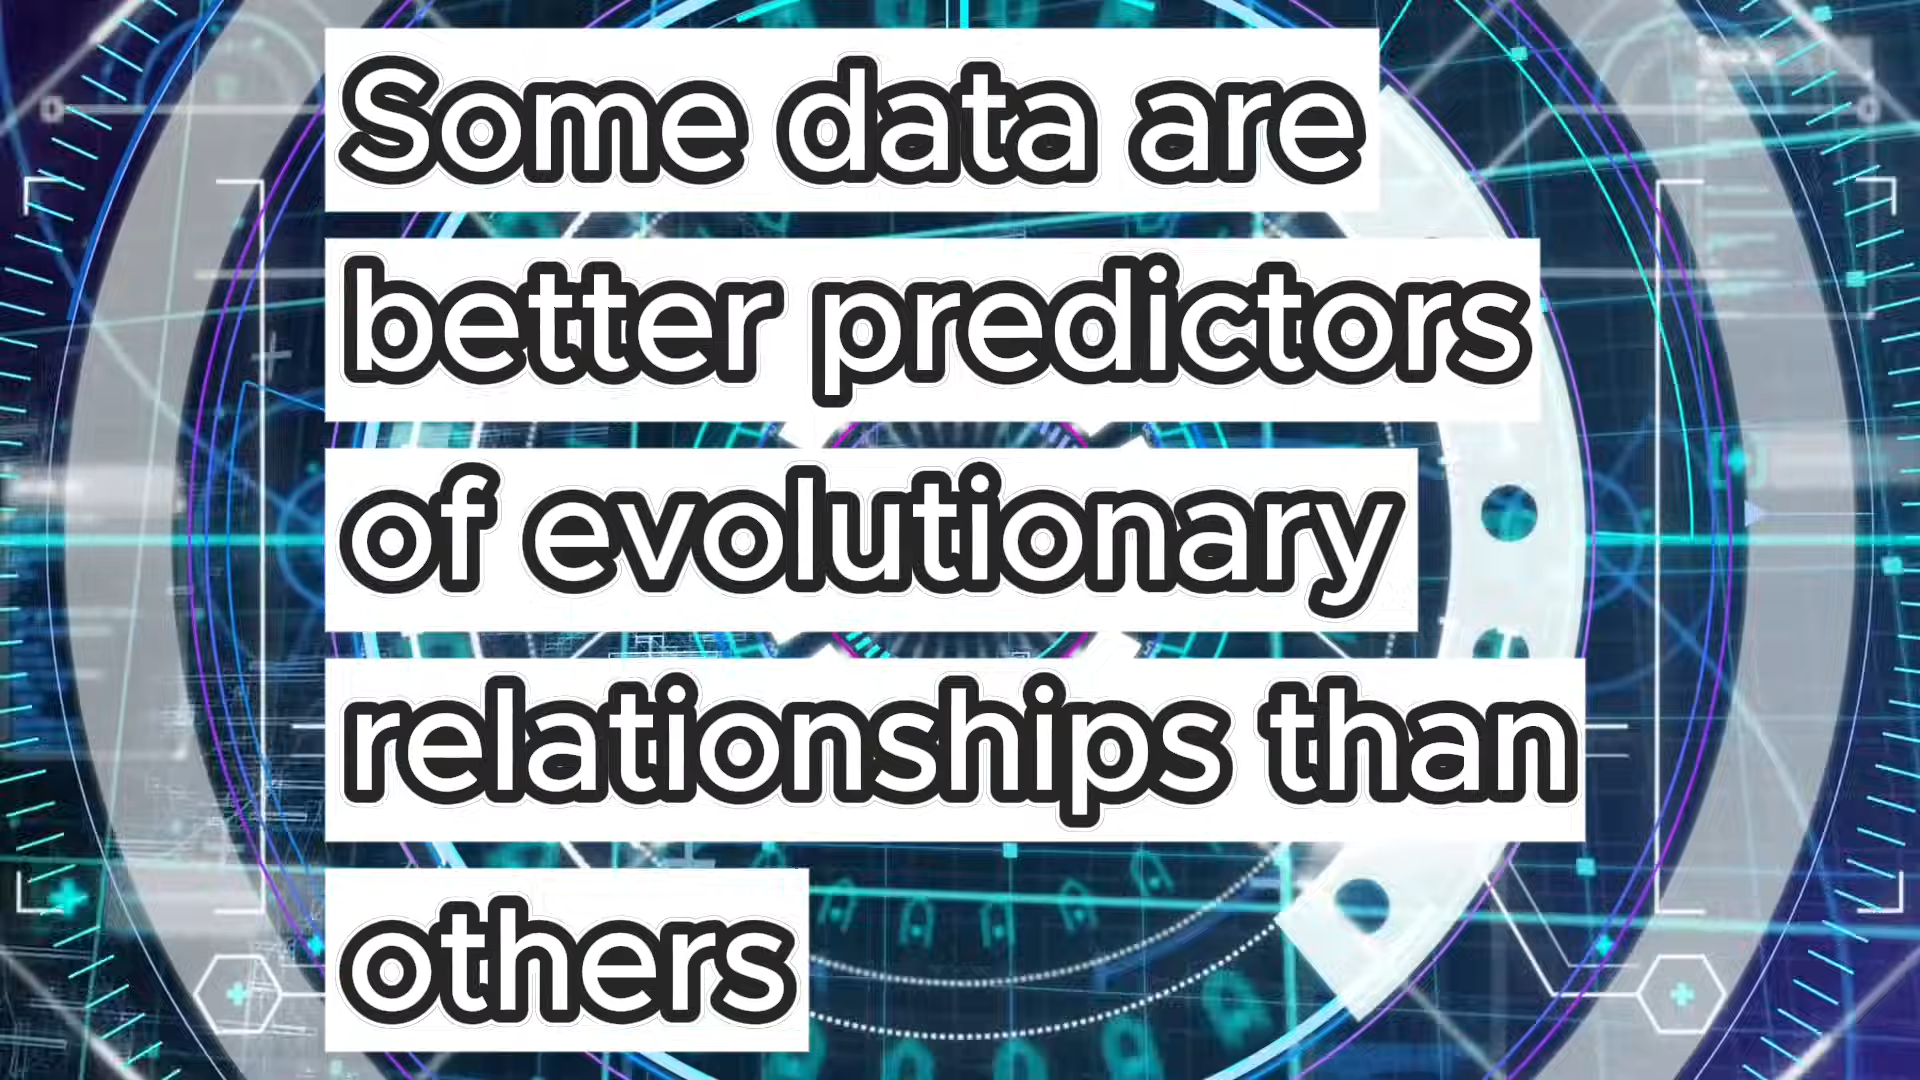 Some data are
better predictors
of evolutionary
relationships than
others